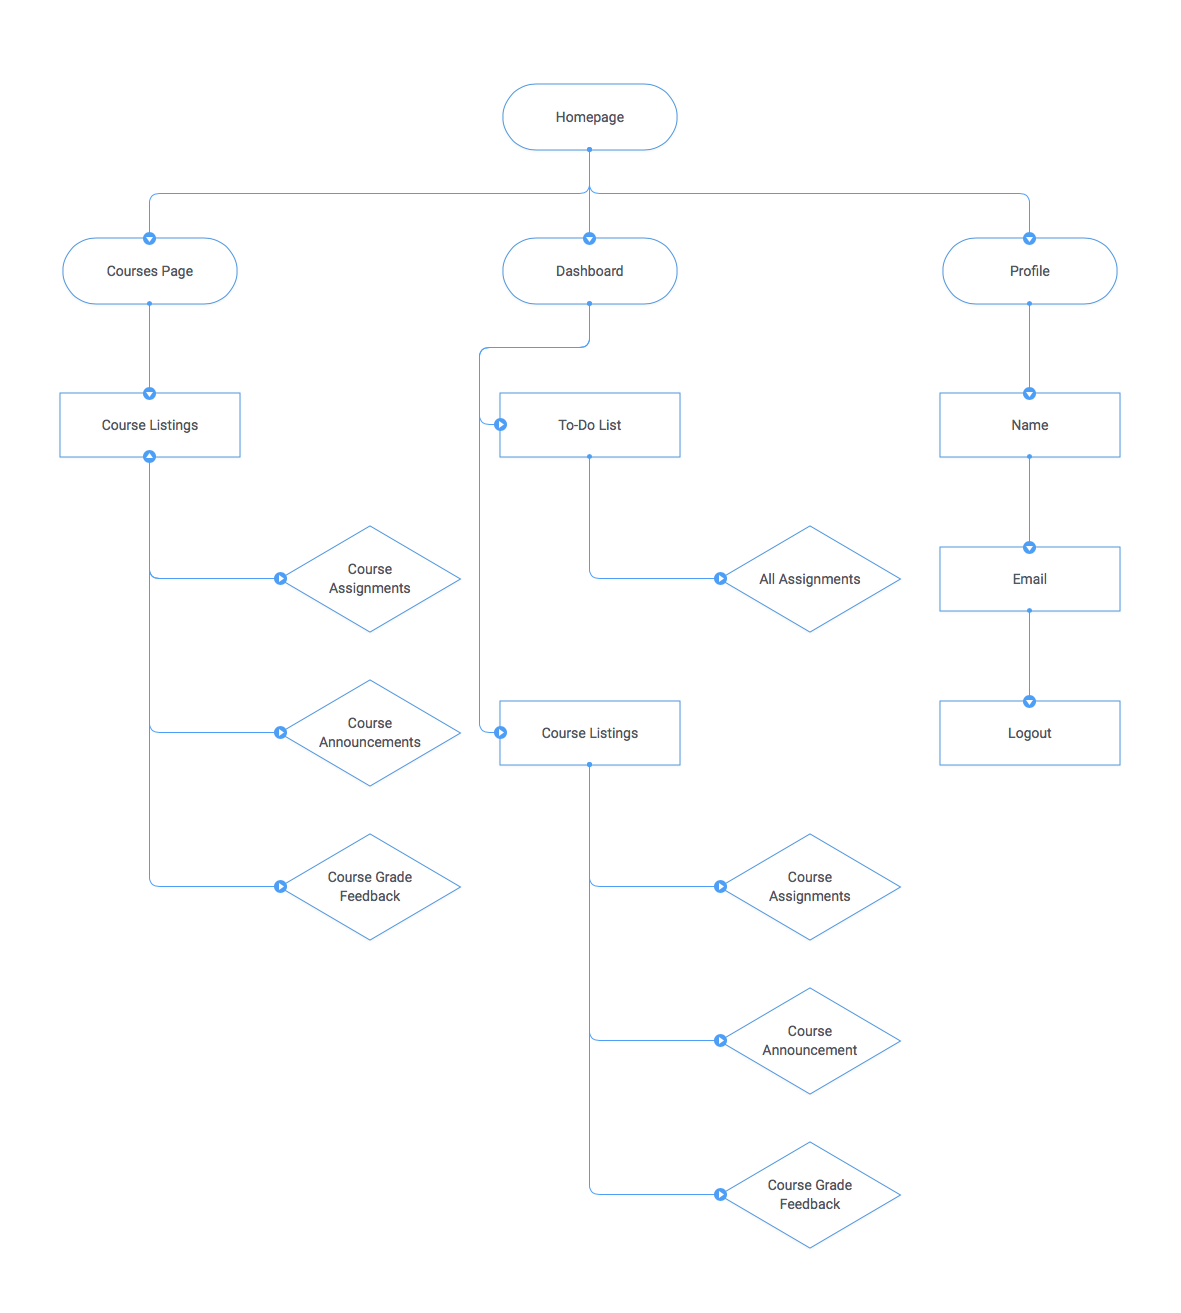 Homepage
Courses Page
Dashboard
Profile
Course Listings
To-Do List
Name
Course
Assignments
All Assignments
Email
Course
Announcements
Course Listings
Logout
Course Grade
Feedback
Course
Assignments
Course
Announcement
Course Grade
Feedback